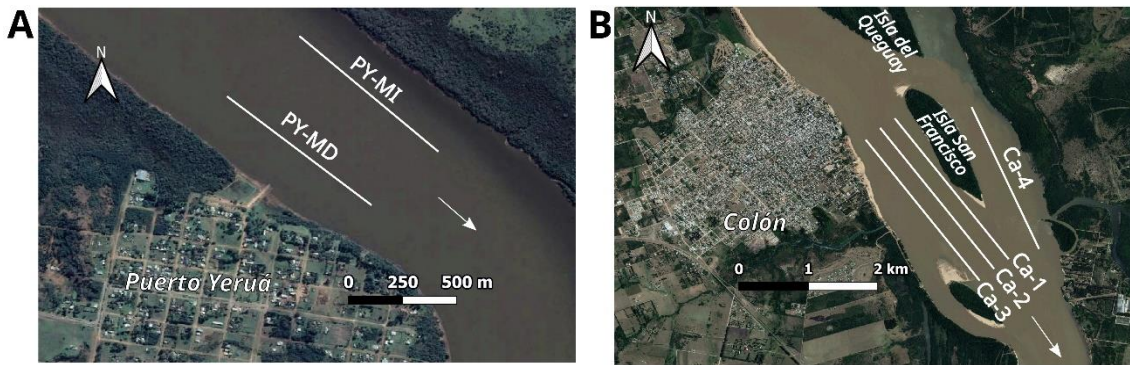 A
N
PY-MI
PY-MD
Puerto Yeruá
0 250 500 m
B
N
Isla del
Queguay
Isla San
Francisco
Ca-4
Colón
0 1 2 km
Ca-1
Ca-2
Ca-3